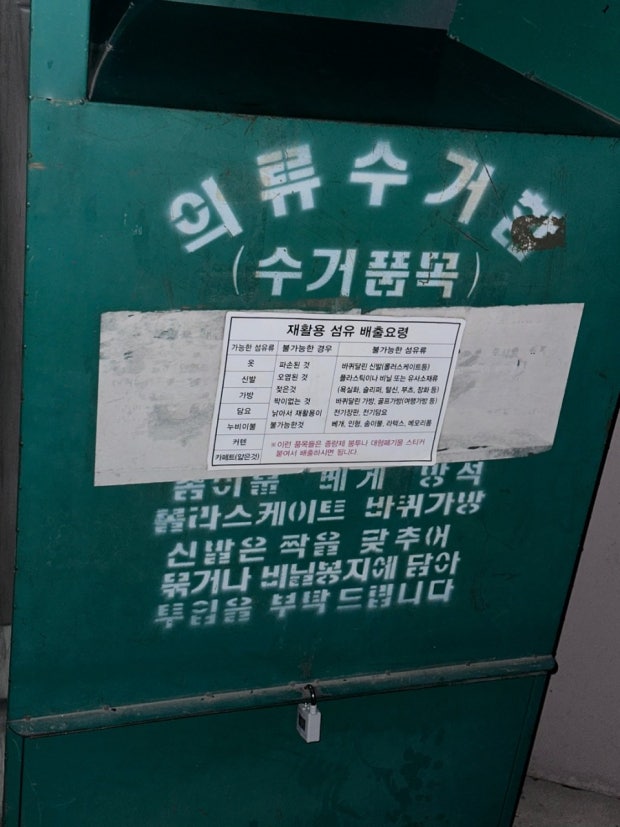 의류수거함
(수거품목)
재활용 섬유 배출요령
가능한 섬유류 불가능한 경우 불가능한 섬유류
옷 파손된 것 바퀴달린 신발(롤러스케이트등)
신발 오염된 것 플라스틱이나 비닐 또는 유사소재류
가방 젖은것 (욕실화, 슬리퍼, 털신, 부츠, 장화 등)
담요 짝이없는 것 바퀴달린 가방, 골프가방(여행가방 등)
누비이불 낡아서 재활용이 불가능한것 전기장판, 전기담요
커텐 베개, 인형, 솜이불, 라텍스, 메모리폼
카페트(얇은것) ※이런 품목들은 종량제 봉투나 대형폐기물 스티커
붙여서 배출하시면 됩니다
솜이불 베게 방석
롤라스케이트 바퀴가방
신발은 짝을 맞추어
묶거나 비닐봉지에 담아
투입을 부탁드립니다